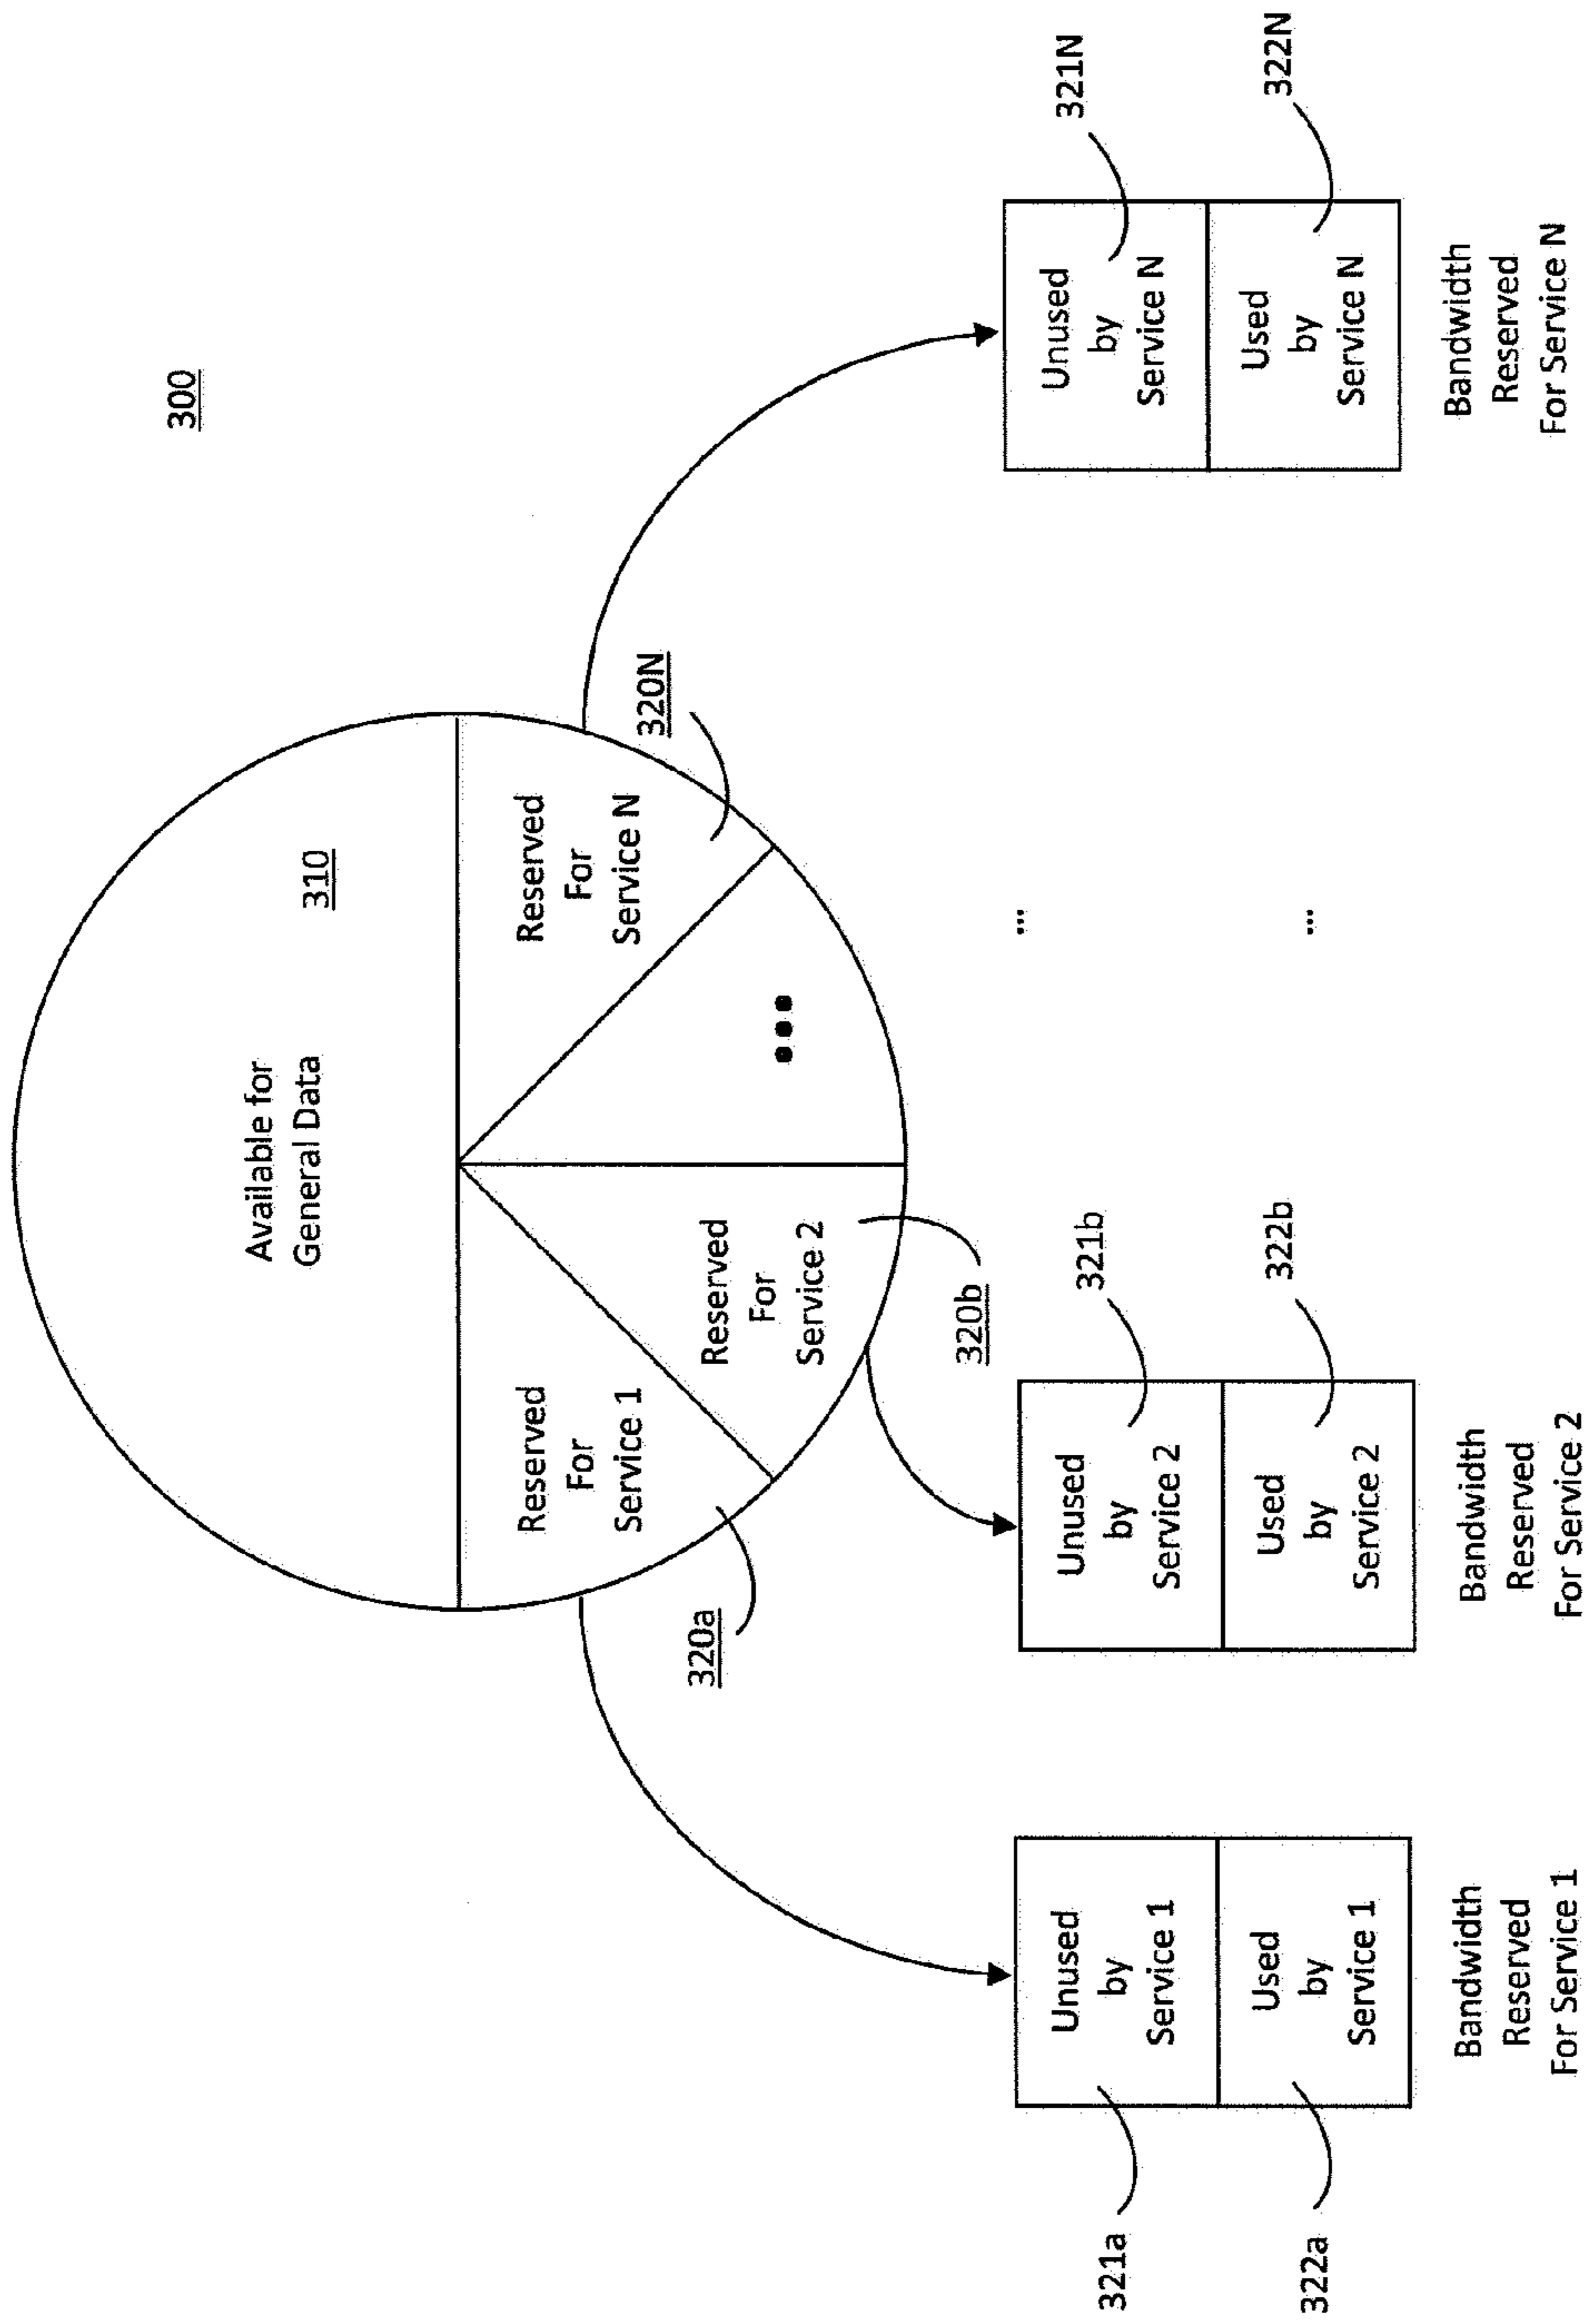 300
Available for
General Data
310
Reserved
For
Service 1
320a
Reserved
For
Service 2
320b
...
Reserved
For
Service N
320N
321a
Unused
by
Service 1
322a
Used
by
Service 1
Bandwidth
Reserved
For Service 1
Unused
by
Service 2
321b
Used
by
Service 2
322b
Bandwidth
Reserved
For Service 2
...
...
Unused
by
Service N
321N
Used
by
Service N
322N
Bandwidth
Reserved
For Service N